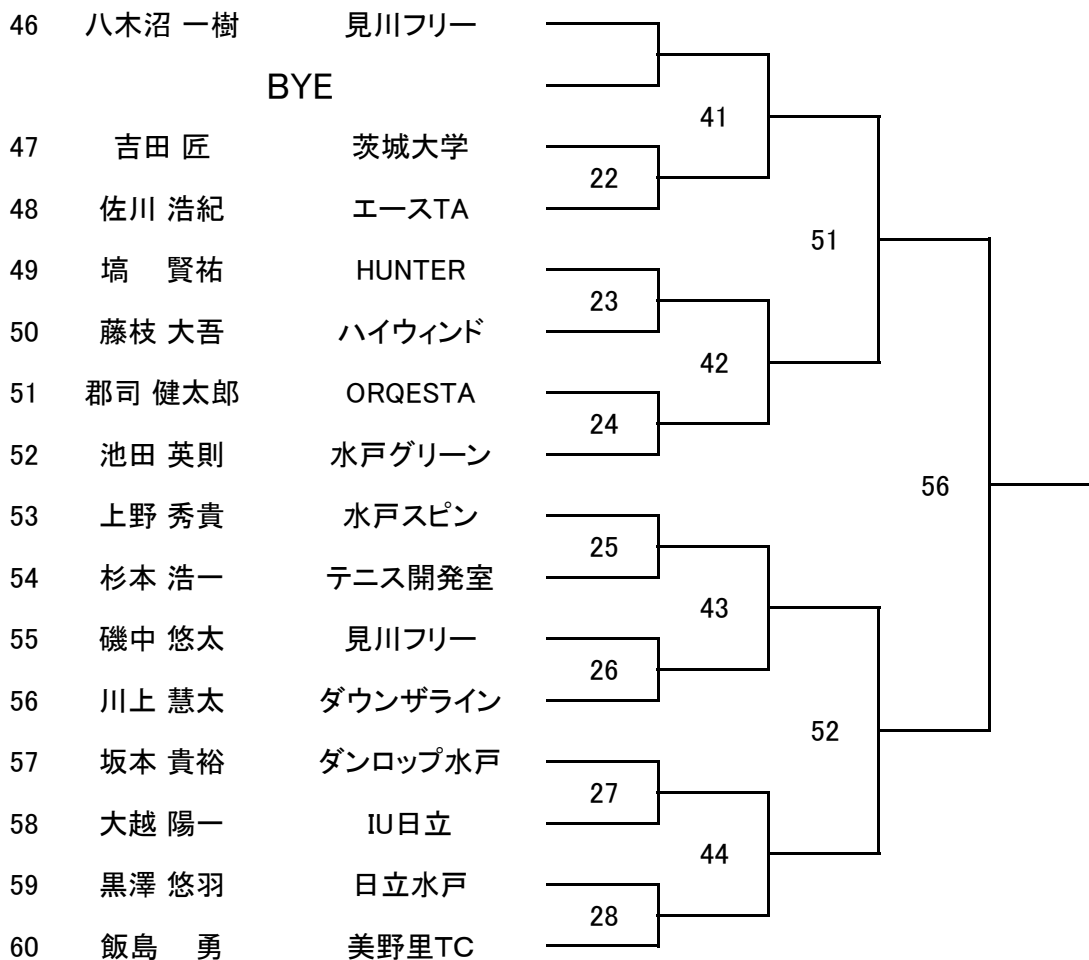 46 八木沼 一樹 見川フリー
BYE
41
47 吉田 匠 茨城大学
22
48 佐川 浩紀 エースTA
51
49 塙 賢祐 HUNTER
23
50 藤枝 大吾 ハイウィンド
42
51 郡司 健太郎 ORQESTA
24
52 池田 英則 水戸グリーン
56
53 上野 秀貴 水戸スピン
25
54 杉本 浩一 テニス開発室
43
55 磯中 悠太 見川フリー
26
56 川上 慧太 ダウンザライン
52
57 坂本 貴裕 ダンロップ水戸
27
58 大越 陽一 IU日立
44
59 黒澤 悠羽 日立水戸
28
60 飯島 勇 美野里TC